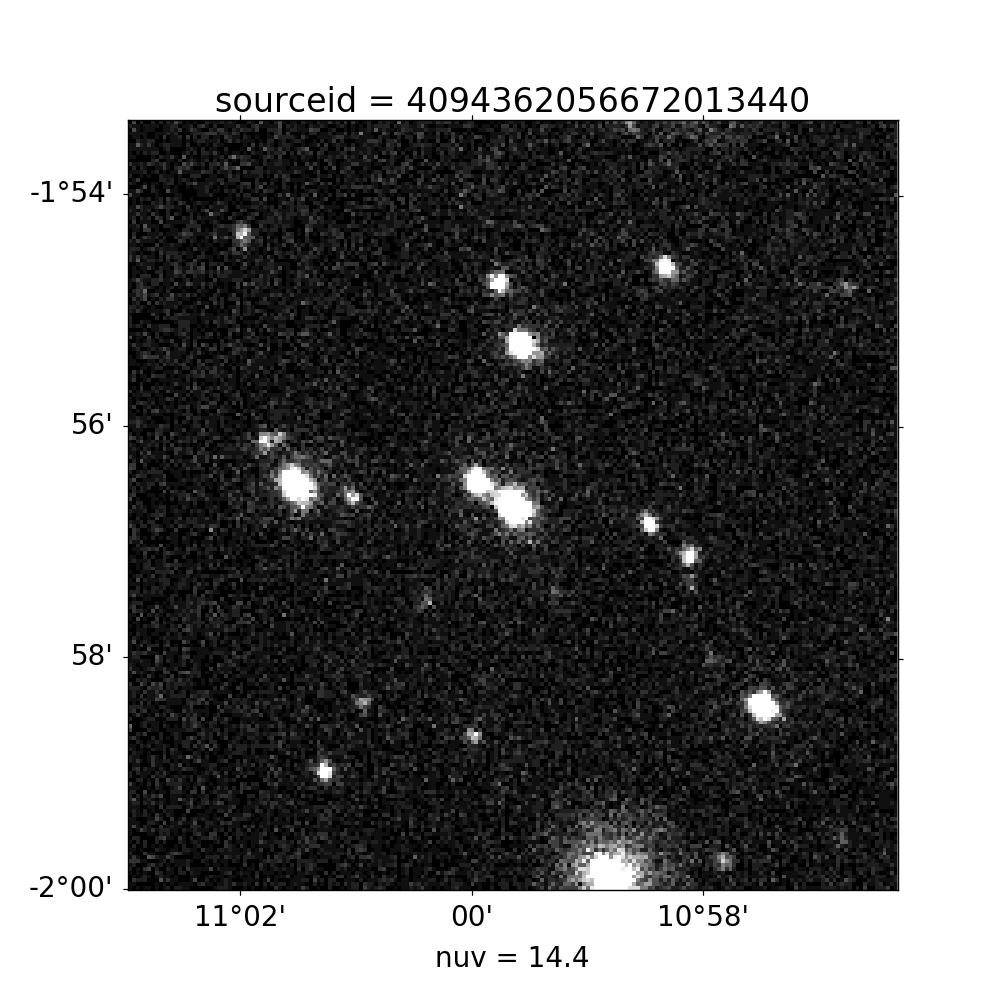 sourceid = 4094362056672013440
-1°54'
56'
58'
-2°00'
11°02' 00' 10°58'
nuv = 14.4